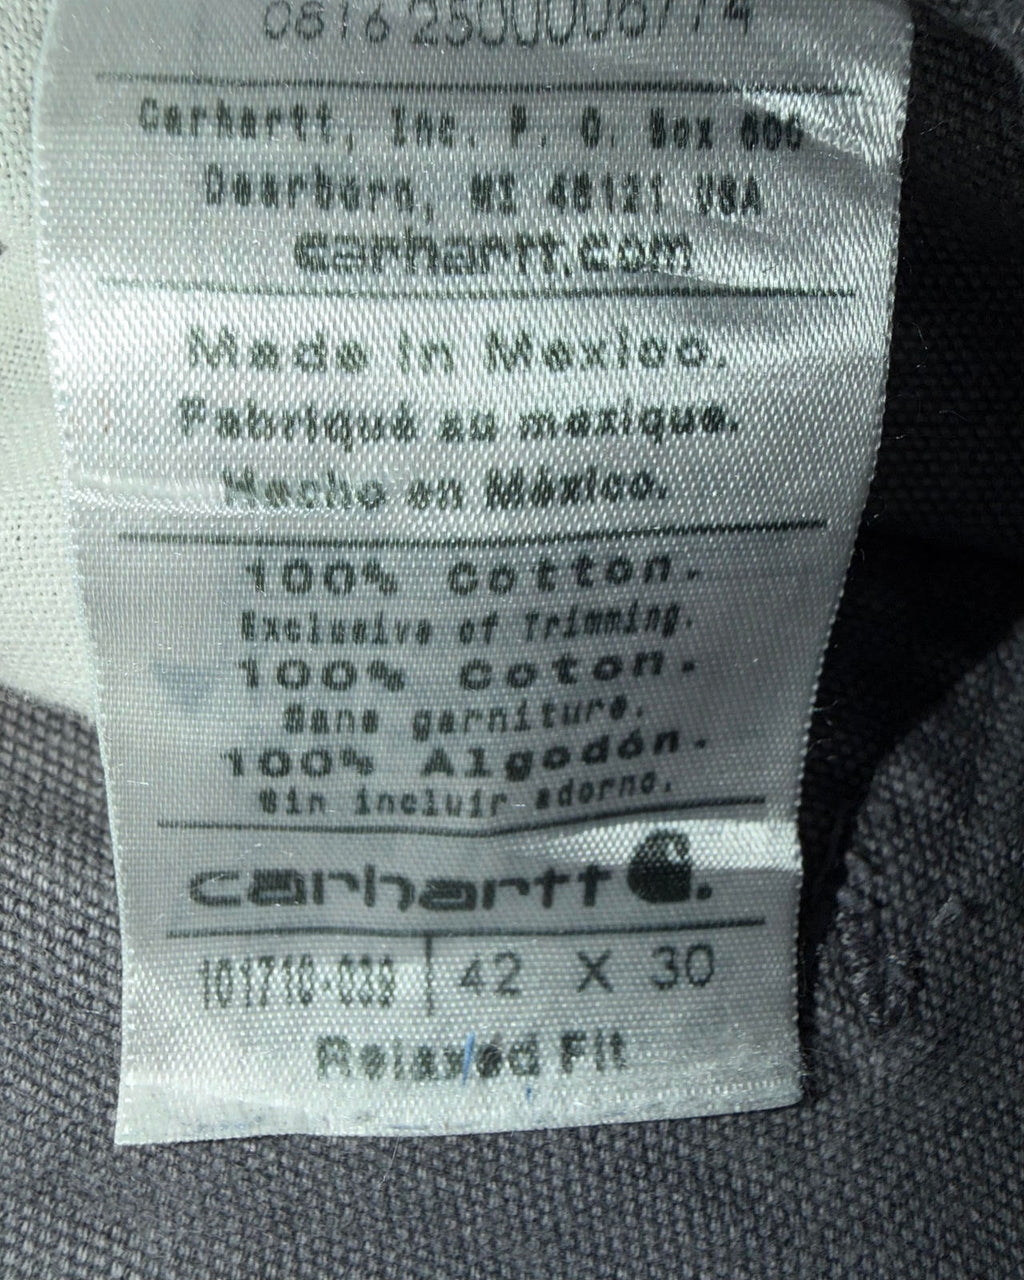 0816 2500006774
Carhartt, Inc. P. O. Box 600
Dearborn, MI 48121 USA
carhartt.com
Made in Mexico.
Fabriqué au mexique.
Hecho en México.
100% Cotton.
Exclusive of Trimming.
100% Coton.
Sans garniture.
100% Algodón.
Sin incluir adorno.
carhartt
101710-039 | 42 X 30
Relaxed Fit